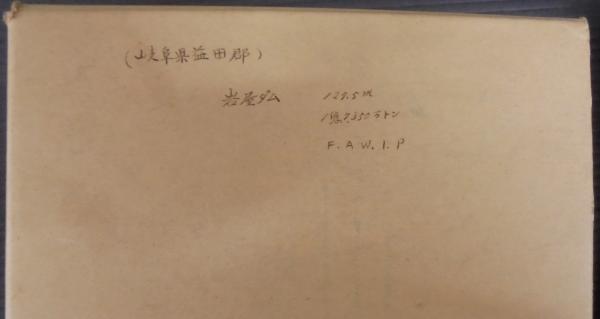 (岐阜県益田郡)
岩屋ダム 127.5m
1億7,350万トン
F. A. W. I. P